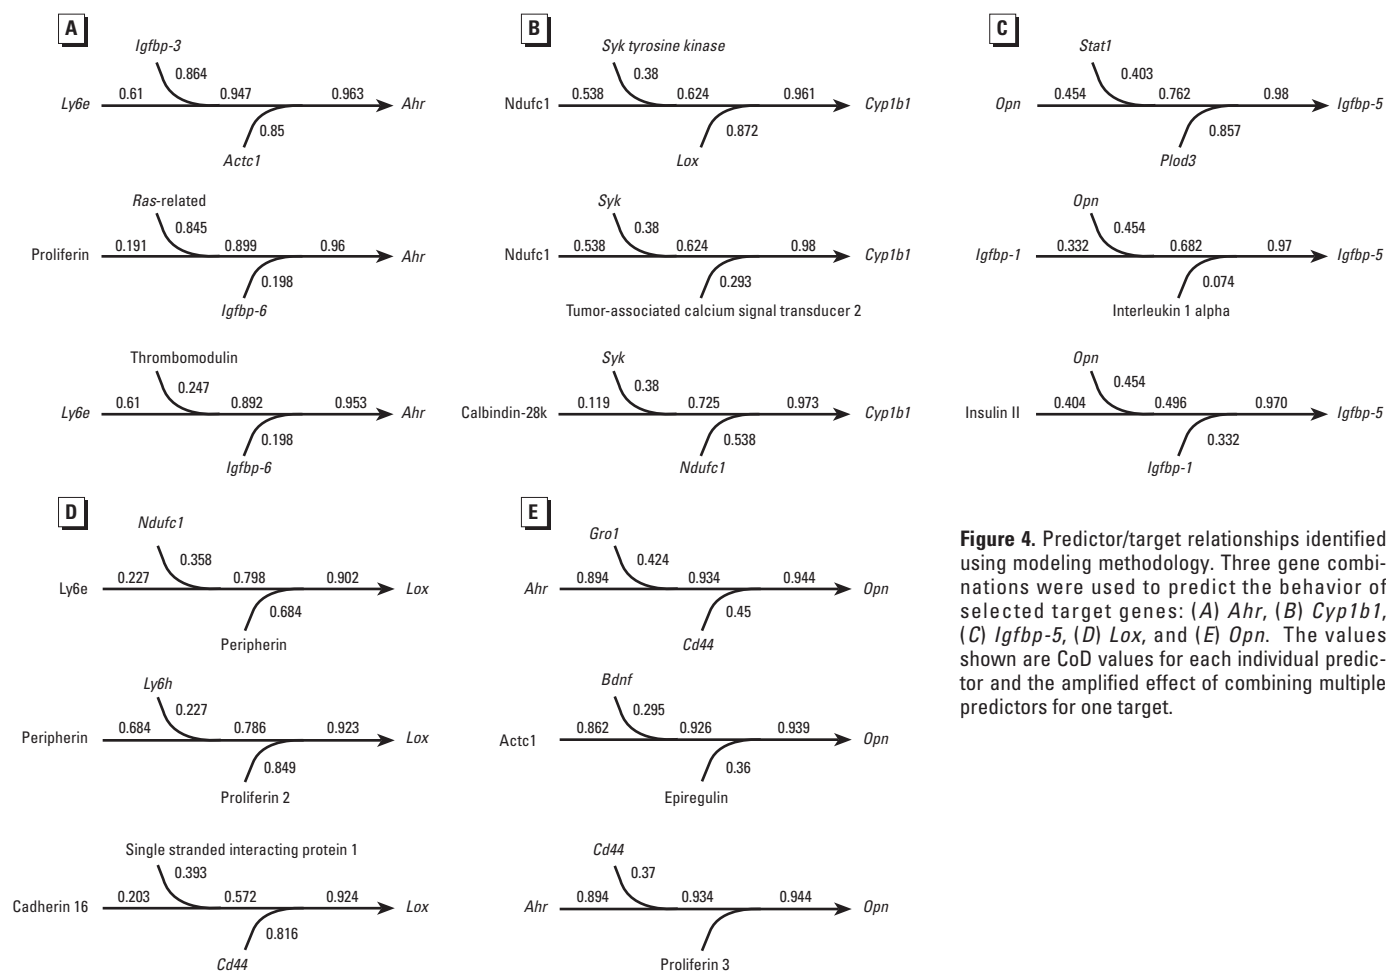 A
Igfbp-3
0.864
Ly6e 0.61 0.947 0.963 Ahr
0.85
Actc1
Ras-related
0.845
Proliferin 0.191 0.899 0.96 Ahr
0.198
Igfbp-6
Thrombomodulin
0.247
Ly6e 0.61 0.892 0.953 Ahr
0.198
Igfbp-6
B
Syk tyrosine kinase
0.38
Ndufc1 0.538 0.624 0.961 Cyp1b1
0.872
Lox
Syk
0.38
Ndufc1 0.538 0.624 0.98 Cyp1b1
0.293
Tumor-associated calcium signal transducer 2
Syk
0.38
Calbindin-28k 0.119 0.725 0.973 Cyp1b1
0.538
Ndufc1
C
Stat1
0.403
Opn 0.454 0.762 0.98 Igfbp-5
0.857
Plod3
Opn
0.454
Igfbp-1 0.332 0.682 0.97 Igfbp-5
0.074
Interleukin 1 alpha
Opn
0.454
Insulin II 0.404 0.496 0.970 Igfbp-5
0.332
Igfbp-1
D
Ndufc1
0.358
Ly6e 0.227 0.798 0.902 Lox
0.684
Peripherin
Ly6h
0.227
Peripherin 0.684 0.786 0.923 Lox
0.849
Proliferin 2
Single stranded interacting protein 1
0.393
Cadherin 16 0.203 0.572 0.924 Lox
0.816
Cd44
E
Gro1
0.424
Ahr 0.894 0.934 0.944 Opn
0.45
Cd44
Bdnf
0.295
Actc1 0.862 0.926 0.939 Opn
0.36
Epiregulin
Cd44
0.37
Ahr 0.894 0.934 0.944 Opn
Proliferin 3
Figure 4. Predictor/target relationships identified
using modeling methodology. Three gene combi-
nations were used to predict the behavior of
selected target genes: (A) Ahr, (B) Cyp1b1,
(C) Igfbp-5, (D) Lox, and (E) Opn. The values
shown are CoD values for each individual predic-
tor and the amplified effect of combining multiple
predictors for one target.